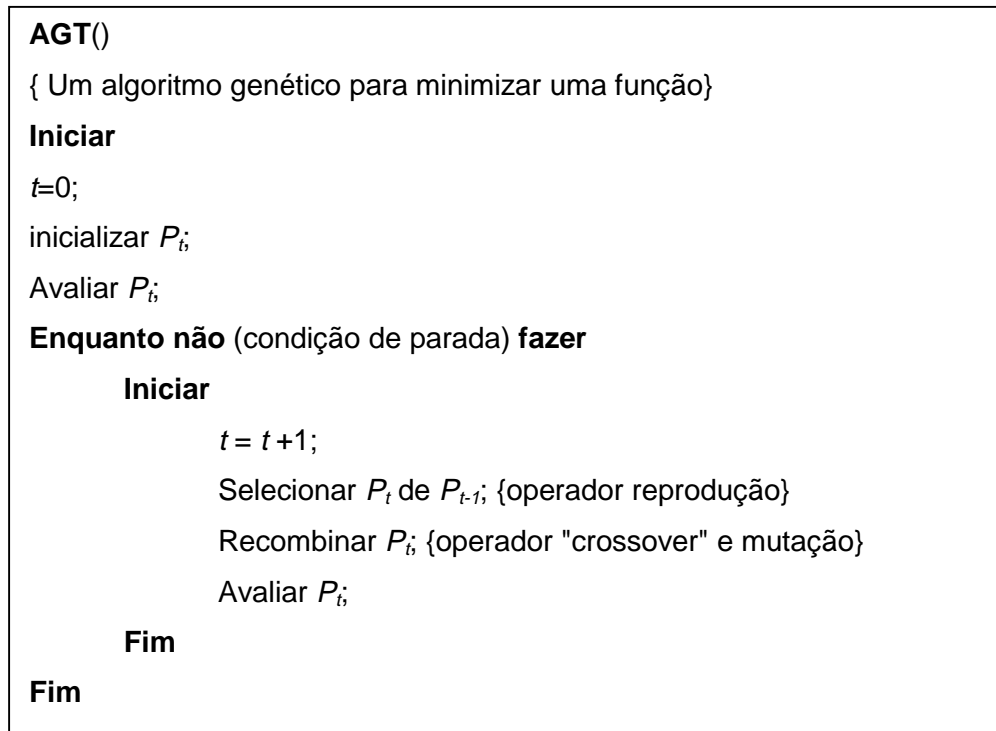 AGT()
{ Um algoritmo genético para minimizar uma função}
Iniciar
t=0;
inicializar Pt;
Avaliar Pt;
Enquanto não (condição de parada) fazer
Iniciar
t = t +1;
Selecionar Pt de Pt-1; {operador reprodução}
Recombinar Pt; {operador "crossover" e mutação}
Avaliar Pt;
Fim
Fim